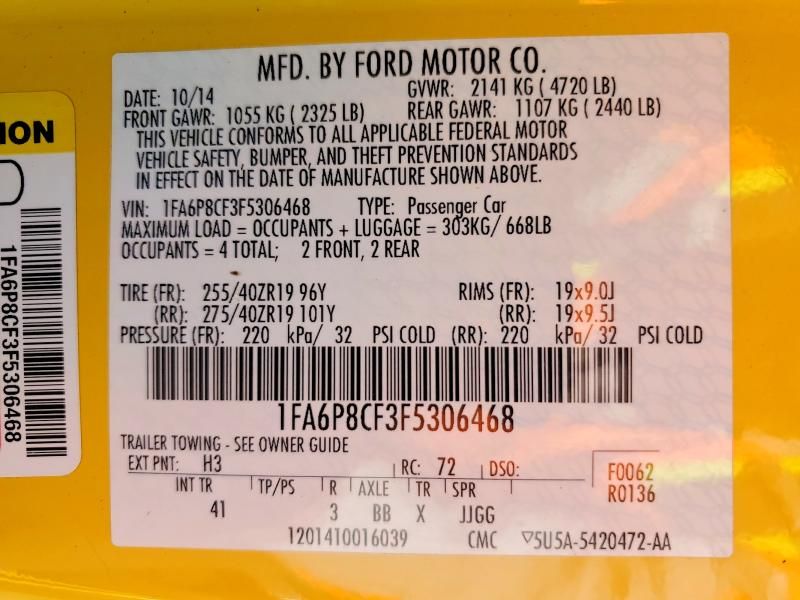 MFD. BY FORD MOTOR CO.
DATE: 10/14 GVWR: 2141 KG ( 4720 LB)
FRONT GAWR: 1055 KG ( 2325 LB) REAR GAWR: 1107 KG ( 2440 LB)
THIS VEHICLE CONFORMS TO ALL APPLICABLE FEDERAL MOTOR
VEHICLE SAFETY, BUMPER, AND THEFT PREVENTION STANDARDS
IN EFFECT ON THE DATE OF MANUFACTURE SHOWN ABOVE.
VIN: 1FA6P8CF3F5306468 TYPE: Passenger Car
MAXIMUM LOAD = OCCUPANTS + LUGGAGE = 303KG/ 668LB
OCCUPANTS = 4 TOTAL; 2 FRONT, 2 REAR
TIRE (FR): 255/40ZR19 96Y RIMS (FR): 19x9.0J
(RR): 275/40ZR19 101Y (RR): 19x9.5J
PRESSURE (FR): 220 kPa/ 32 PSI COLD (RR): 220 kPa/ 32 PSI COLD
1FA6P8CF3F5306468
TRAILER TOWING - SEE OWNER GUIDE
EXT PNT: H3 RC: 72 DSO: F0062
INT TR TP/PS R AXLE TR SPR R0136
41 3 BB X JJGG
1201410016039 CMC ▽5U5A-5420472-AA
ION
1FA6P8CF3F5306468